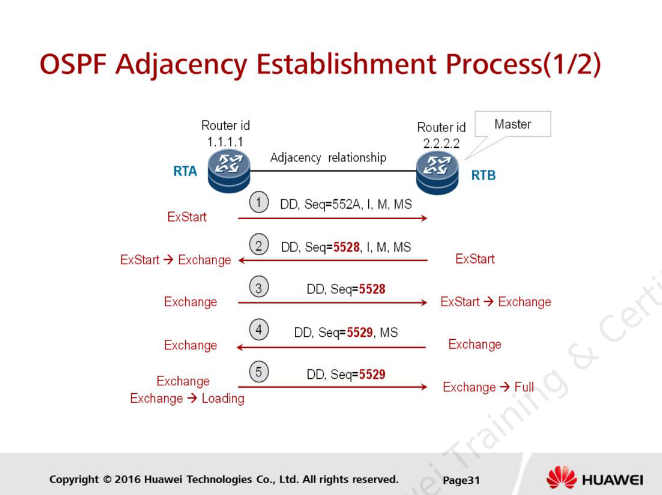 OSPF Adjacency Establishment Process(1/2)
Router id
1.1.1.1
Router id
2.2.2.2
Master
RTA
Adjacency relationship
RTB
1 DD, Seq=552A, I, M, MS
ExStart
2 DD, Seq=5528, I, M, MS
ExStart → Exchange
ExStart
3 DD, Seq=5528
Exchange
ExStart → Exchange
4 DD, Seq=5529, MS
Exchange
Exchange
5 DD, Seq=5529
Exchange
Exchange → Loading
Exchange → Full
Training & Certi
Copyright © 2016 Huawei Technologies Co., Ltd. All rights reserved.
Page31
HUAWEI